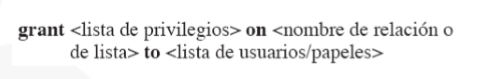 grant <lista de privilegios> on <nombre de relación o
de lista> to <lista de usuarios/papeles>